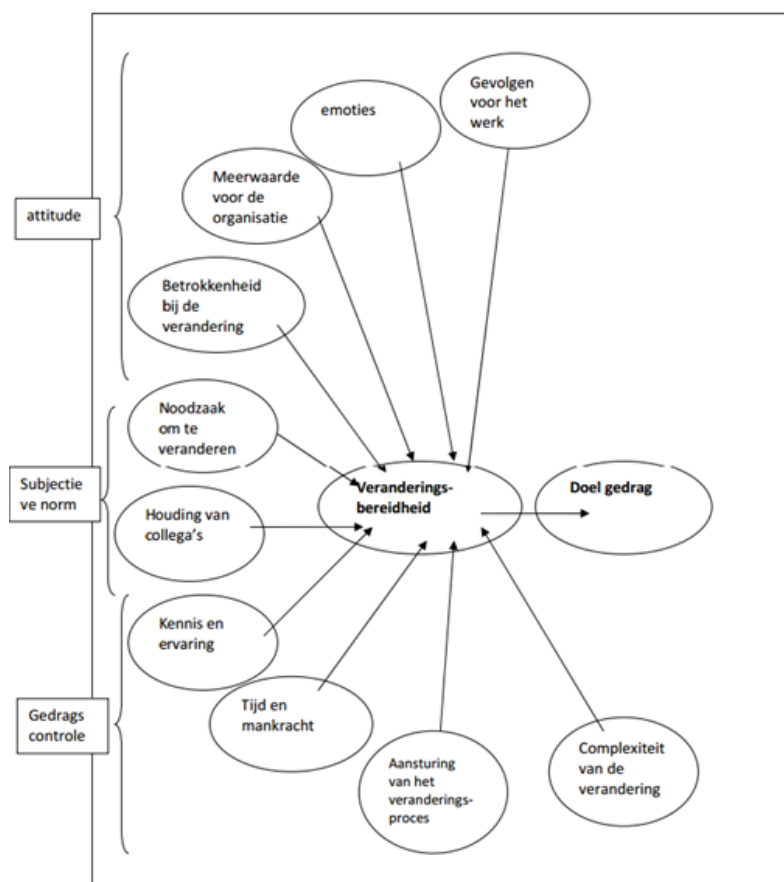 Gevolgen
voor het
werk
emoties
Meerwaarde
voor de
organisatie
attitude
Betrokkenheid
bij de
verandering
Noodzaak
om te
veranderen
Subjectie
ve norm
Veranderings-
bereidheid
Doel gedrag
Houding van
collega's
Kennis en
ervaring
Gedrags
controle
Tijd en
mankracht
Aansturing
van het
veranderings-
proces
Complexiteit
van de
verandering